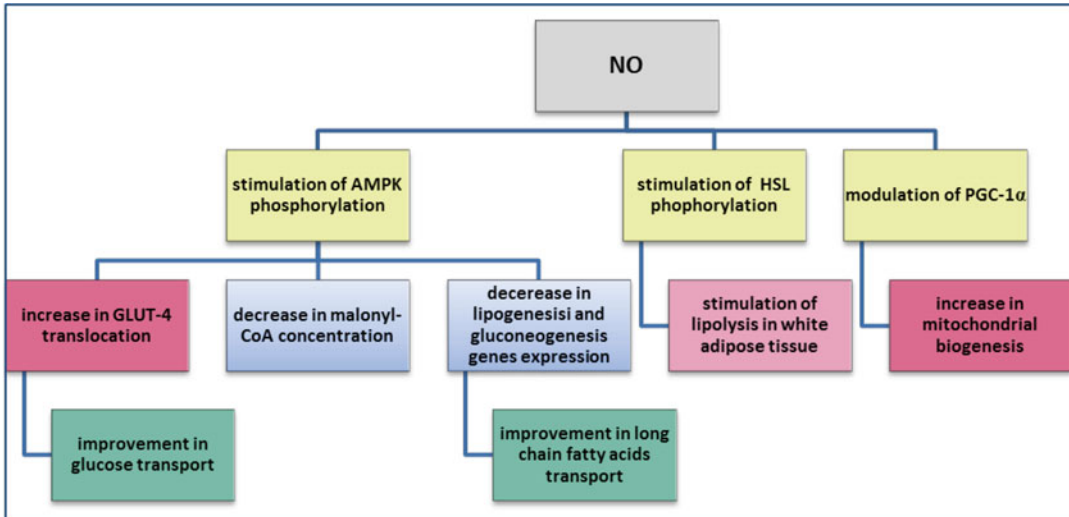 NO
stimulation of AMPK
phosphorylation
stimulation of HSL
phophorylation
modulation of PGC-1α
increase in GLUT-4
translocation
decrease in malonyl-
CoA concentration
decerease in
lipogenesisi and
gluconeogenesis
genes expression
stimulation of
lipolysis in white
adipose tissue
increase in
mitochondrial
biogenesis
improvement in
glucose transport
improvement in long
chain fatty acids
transport